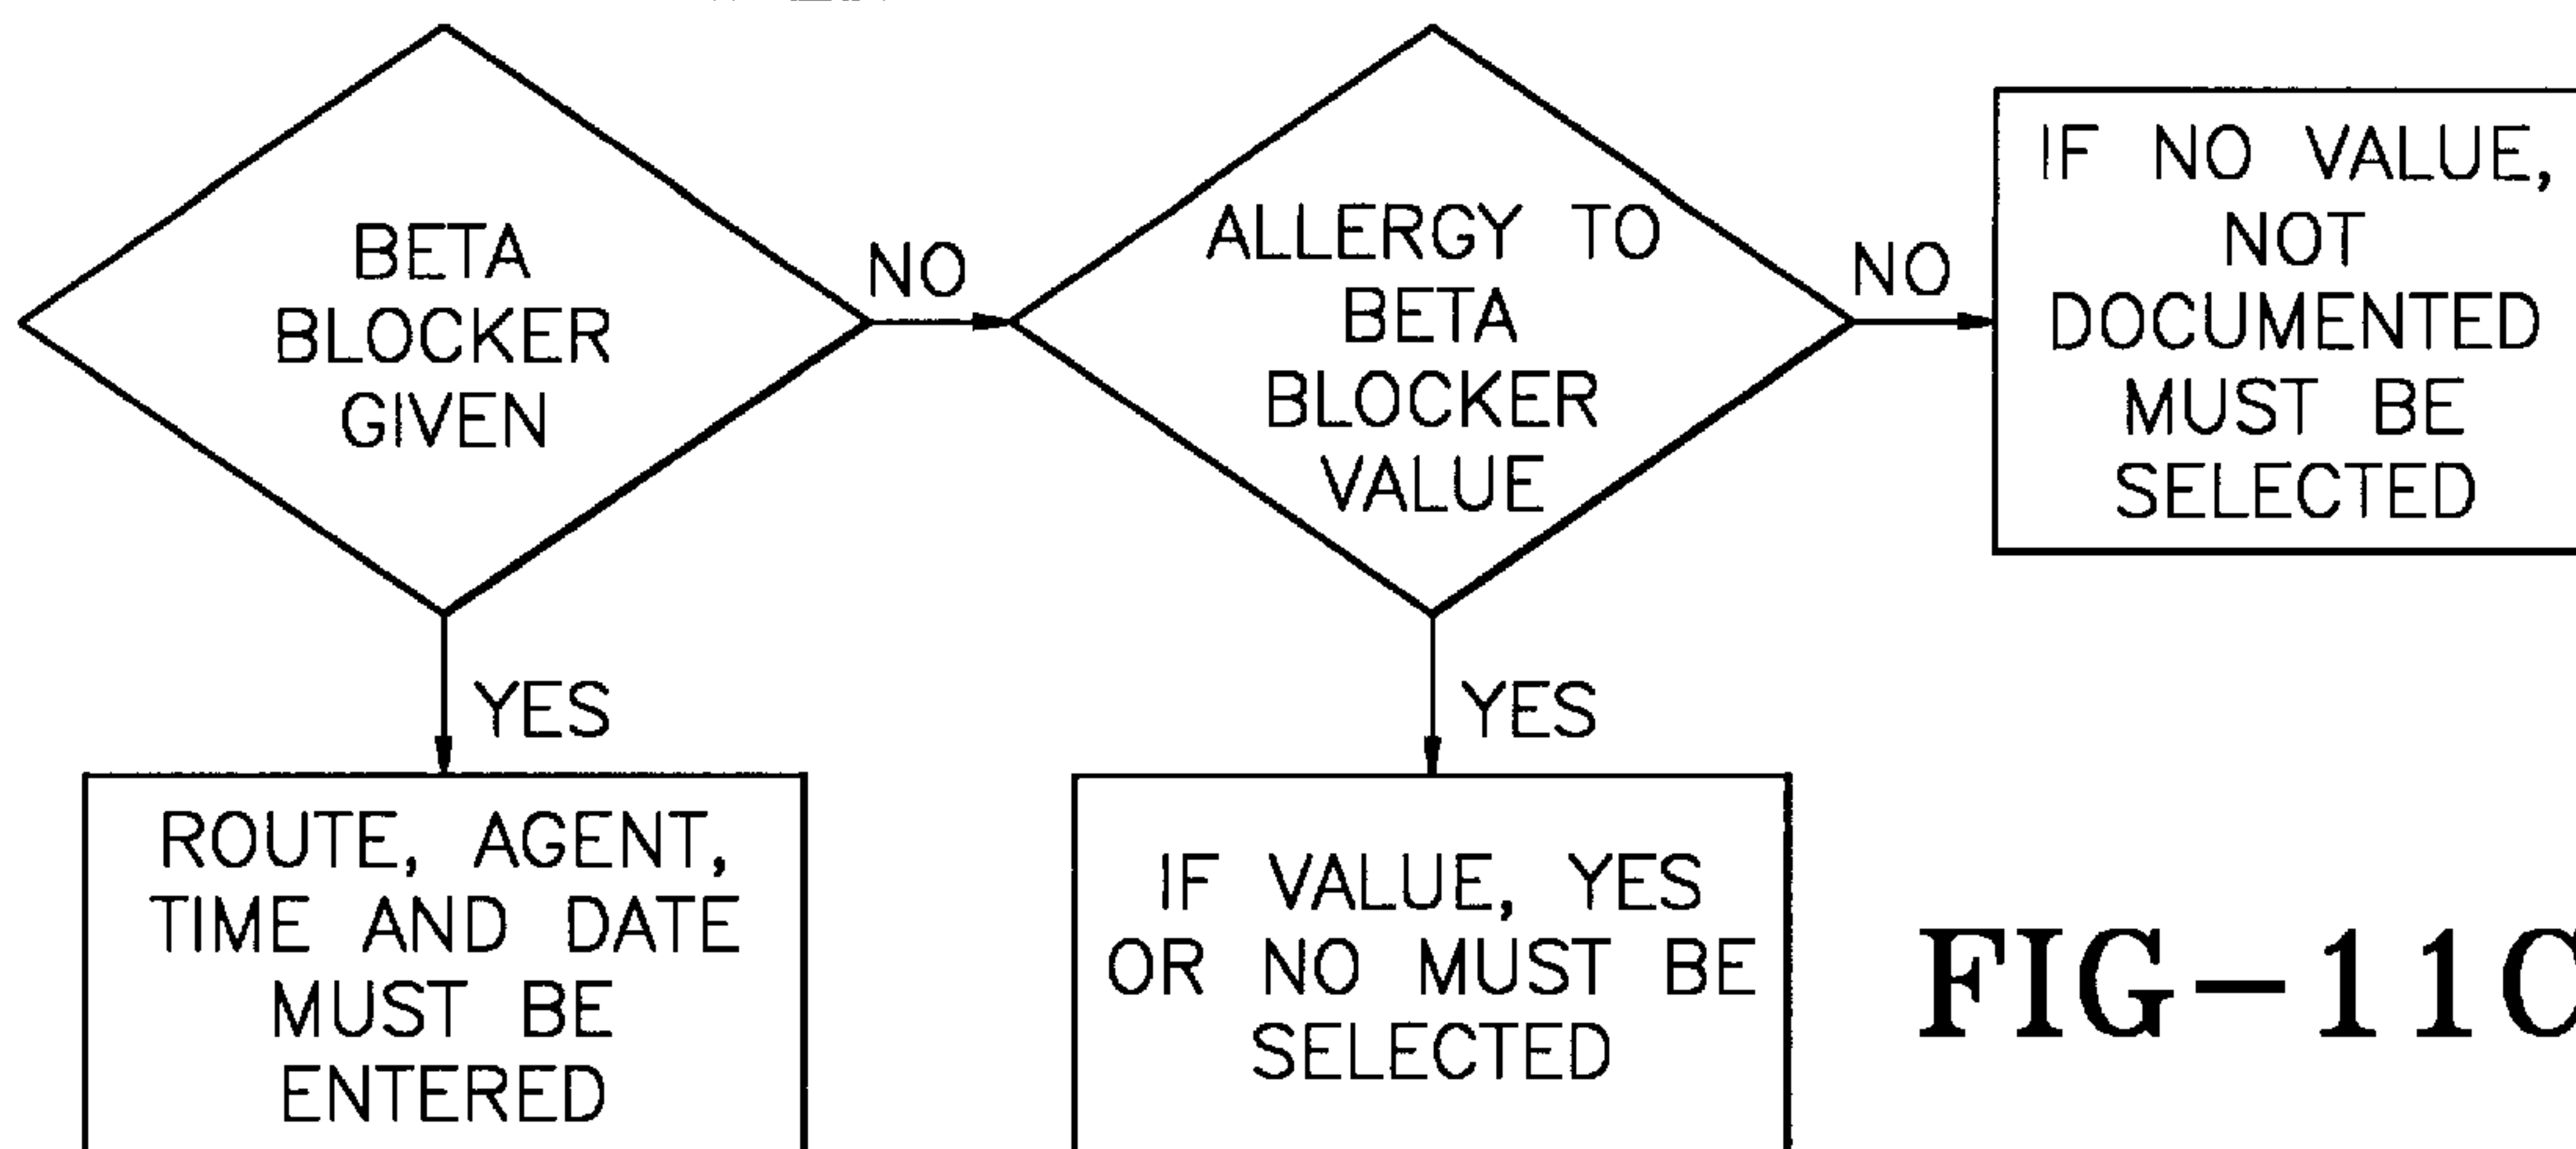 BETA
BLOCKER
GIVEN
NO
ALLERGY TO
BETA
BLOCKER
VALUE
NO
IF NO VALUE,
NOT
DOCUMENTED
MUST BE
SELECTED
YES
YES
ROUTE, AGENT,
TIME AND DATE
MUST BE
ENTERED
IF VALUE, YES
OR NO MUST BE
SELECTED
FIG-11C